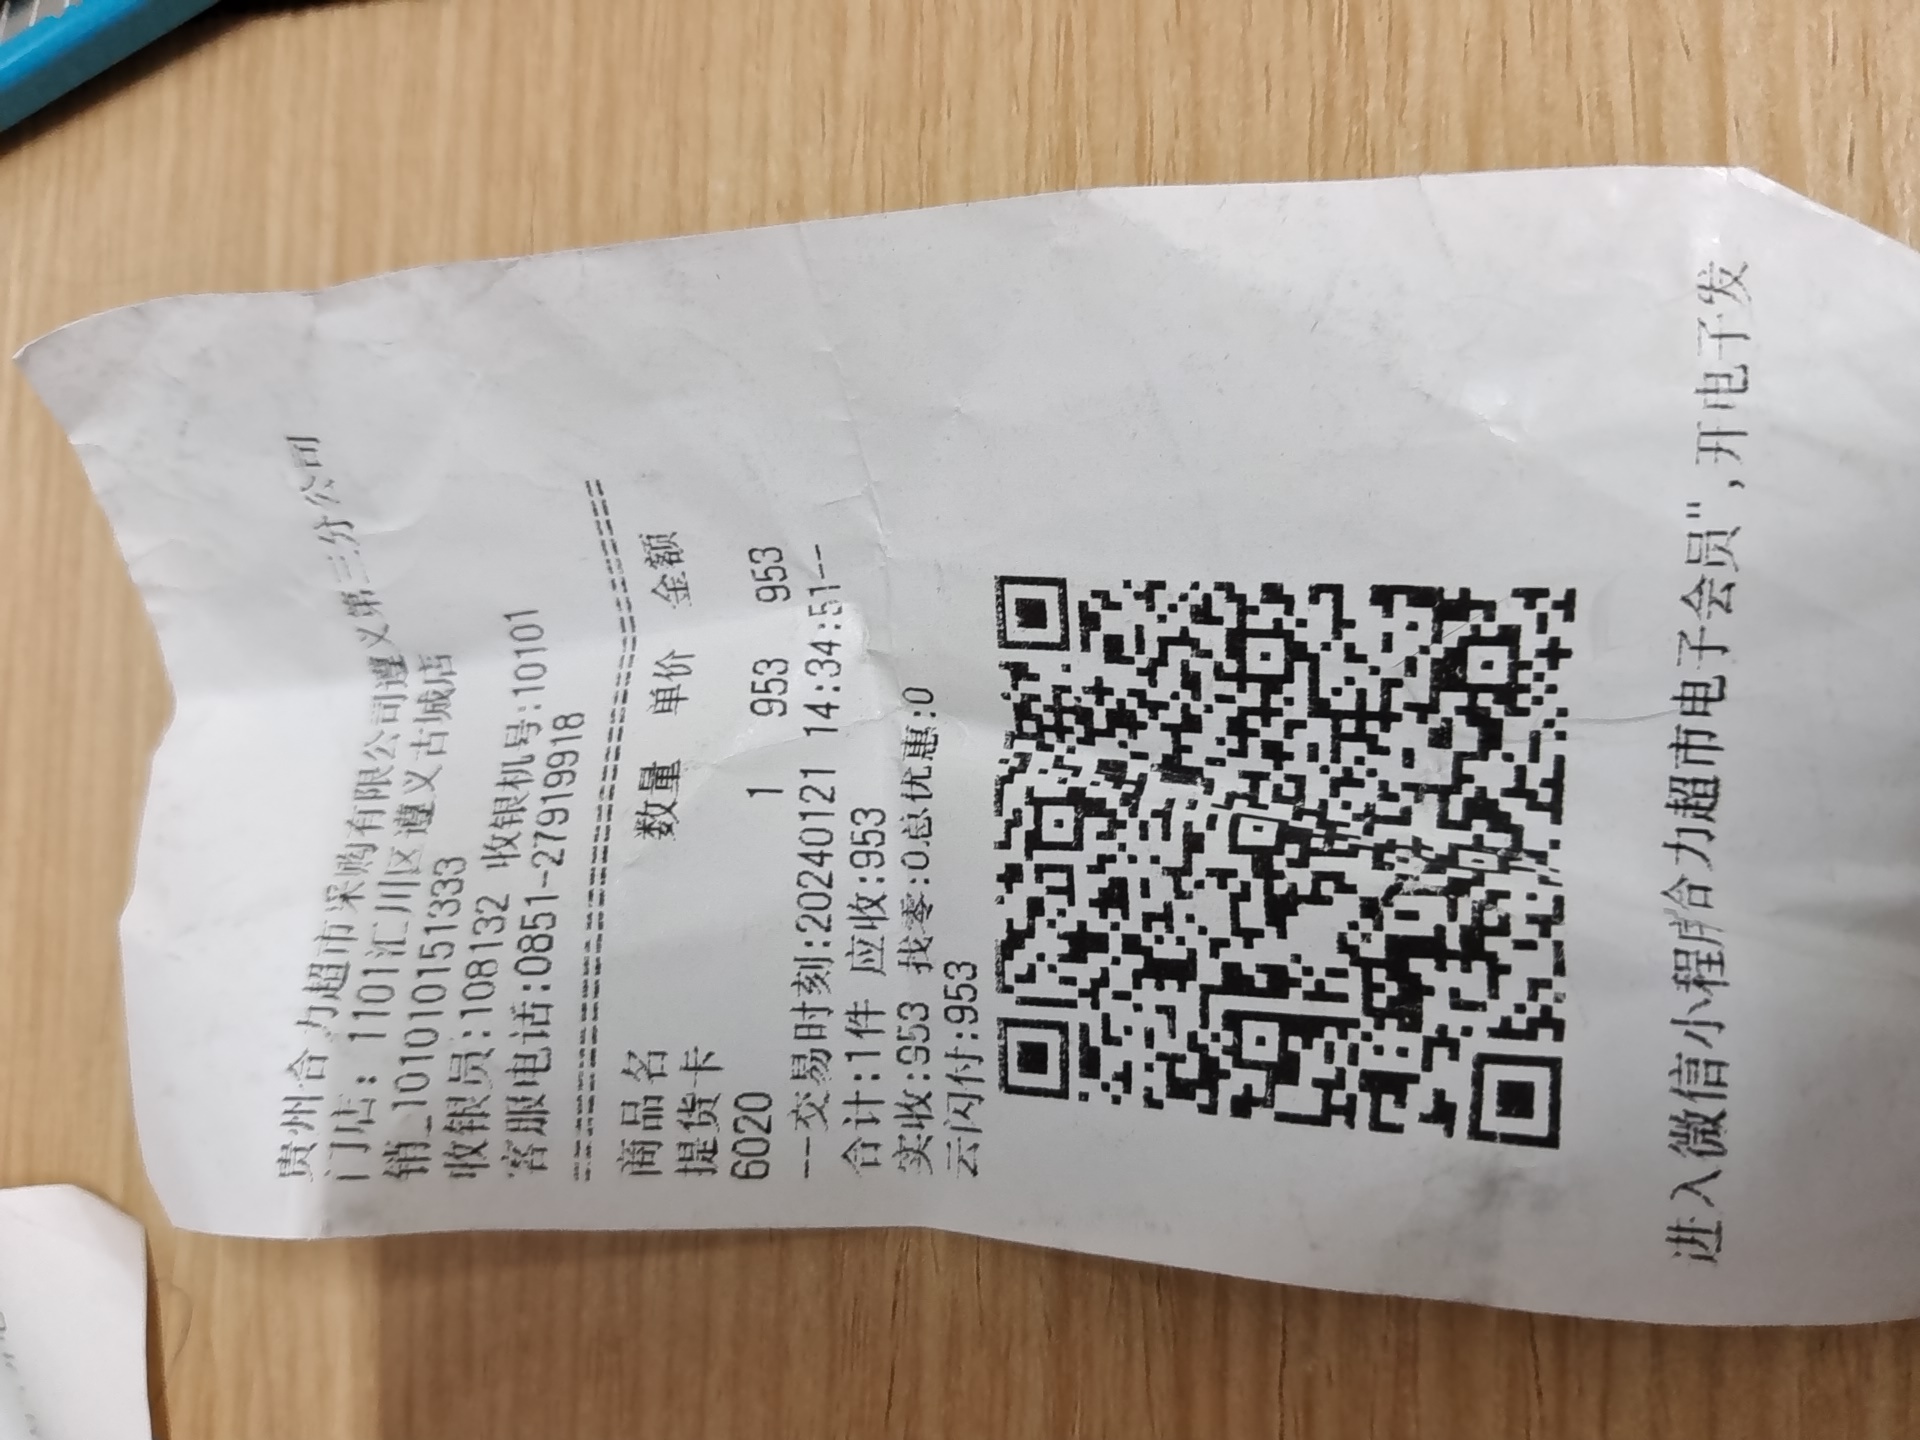 贵州合力超市采购有限公司遵义第三分公司
门店：1101汇川区遵义古城店
销_101010151333
收银员:108132 收银机号:10101
客服电话:0851-27919918
商品名 数量 单价 金额
提货卡
6020 1 953 953
--交易时刻:20240121 14:34:51--
合计:1件 应收:953
实收:953 找零:0总优惠:0
云闪付:953
进入微信小程序"合力超市电子会员",开电子发